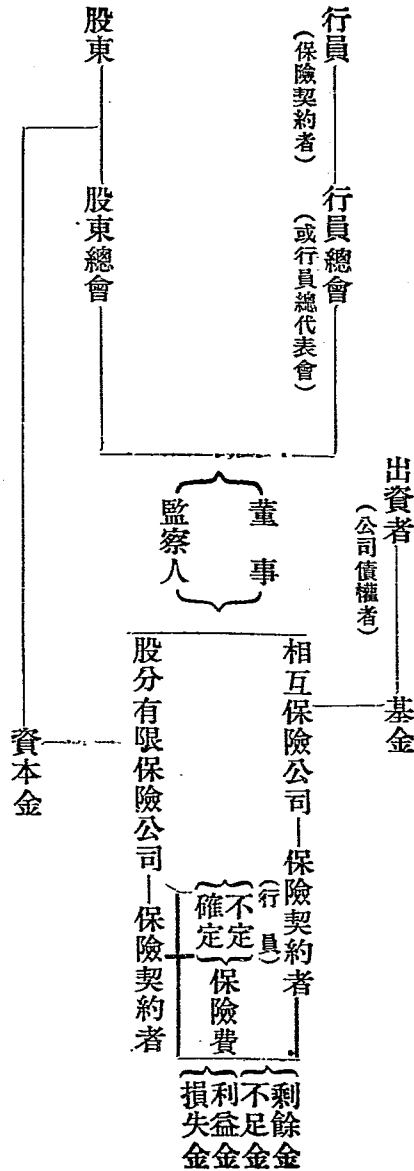 行員
(保險契約者)
行員總會
(或行員總代表會)
股東
股東總會
出資者
(公司債權者)
基金
董事
監察人
資本金
相互保險公司
保險契約者
(行員)
股分有限保險公司
保險契約者
不定
確定
保險費
剩餘金
不足金
利益金
損失金